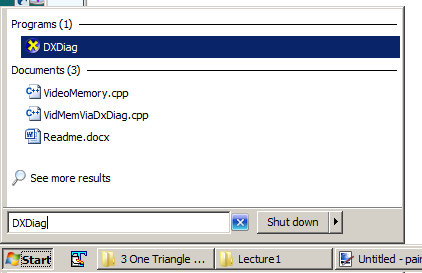 Programs (1)
DXDiag
Documents (3)
VideoMemory.cpp
VidMemViaDxDiag.cpp
Readme.docx
See more results
DXDiag
Shut down
Start
3 One Triangle ...
Lecture1
Untitled - pain